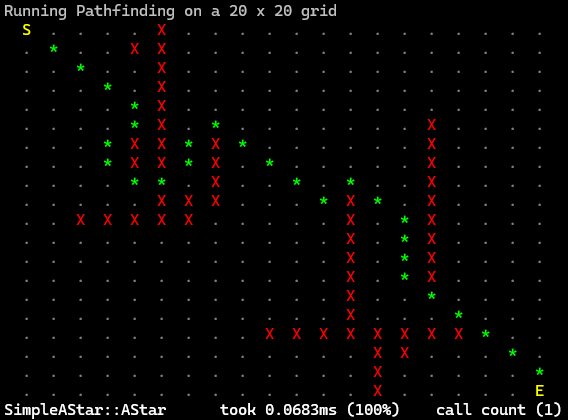 Running Pathfinding on a 20 x 20 grid
S . . . . X . . . . . . . . . . . . . .
. * . . X X . . . . . . . . . . . . . .
. . * . . X . . . . . . . . . . . . . .
. . . * . X . . . . . . . . . . . . . .
. . . . * X . . . . . . . . . . . . . .
. . . . * X . * . . . . . . . X . . . .
. . . * X X * X * . . . . . . X . . . .
. . . * X X * X . * . . . . . X . . . .
. . . . * * . X . . * . * . . X . . . .
. . . . . X X X . . . * X * . X . . . .
. . X X X X X . . . . . X . * X . . . .
. . . . . . . . . . . . X . * X . . . .
. . . . . . . . . . . . X . * X . . . .
. . . . . . . . . . . . X . * X . . . .
. . . . . . . . . . . . X . . * . . . .
. . . . . . . . . . . . X . . . * . . .
. . . . . . . . . X X X X X X X X * . .
. . . . . . . . . . . . . X X . . . * .
. . . . . . . . . . . . . X . . . . . *
. . . . . . . . . . . . . X . . . . . E
SimpleAStar::AStar took 0.0683ms (100%) call count (1)